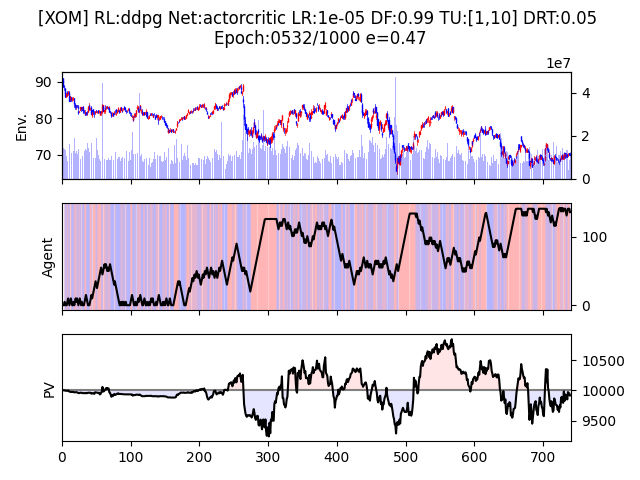 [XOM] RL:ddpg Net:actorcritic LR:1e-05 DF:0.99 TU:[1,10] DRT:0.05
Epoch:0532/1000 e=0.47
1e7
90
80
70
Env.
4
2
0
Agent
100
0
PV
10500
10000
9500
0 100 200 300 400 500 600 700